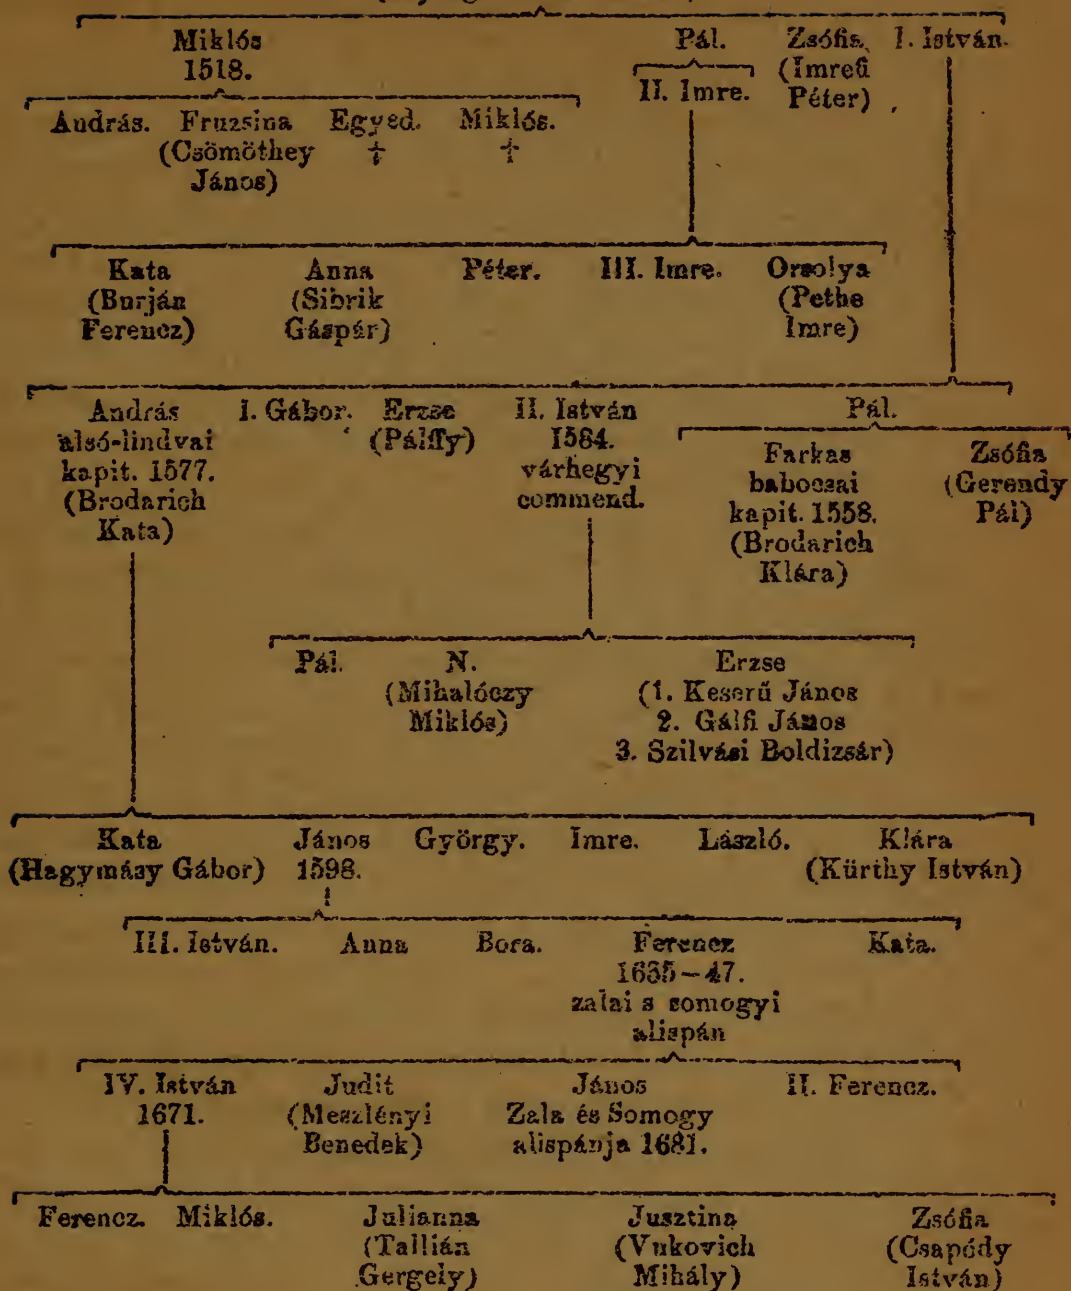 Miklós Pál. Zsófia I. István.
1518. (Imrefi
II. Imre. Péter)
András. Fruzsina Egyed. Miklós.
(Csömöthey † †
János)
Kata Anna Péter. III. Imre. Orsolya
(Burján (Sibrik (Pethe
Ferencz) Gáspár) Imre)
András I. Gábor. Erzse II. István Pál.
alsó-lindvai (Pálffy) 1584.
kapit. 1577. várhegyi Farkas Zsófia
(Brodarich commend. baboczai (Gerendy
Kata) kapit. 1558. Pál)
(Brodarich
Klára)
Pál. N. Erzse
(Mihalóczy (1. Keserű János
Miklós) 2. Gálfi János
3. Szilvási Boldizsár)
Kata János György. Imre. László. Klára
(Hagymásy Gábor) 1598. (Kürthy István)
III. István. Anna Bora. Ferencz Kata.
1635–47.
zalai s somogyi
alispán
IV. István Judit János II. Ferencz.
1671. (Meszlényi Zala és Somogy
Benedek) alispánja 1681.
Ferencz. Miklós. Julianna Jusztina Zsófia
(Tallián (Vukovich (Csapódy
Gergely) Mihály) István)